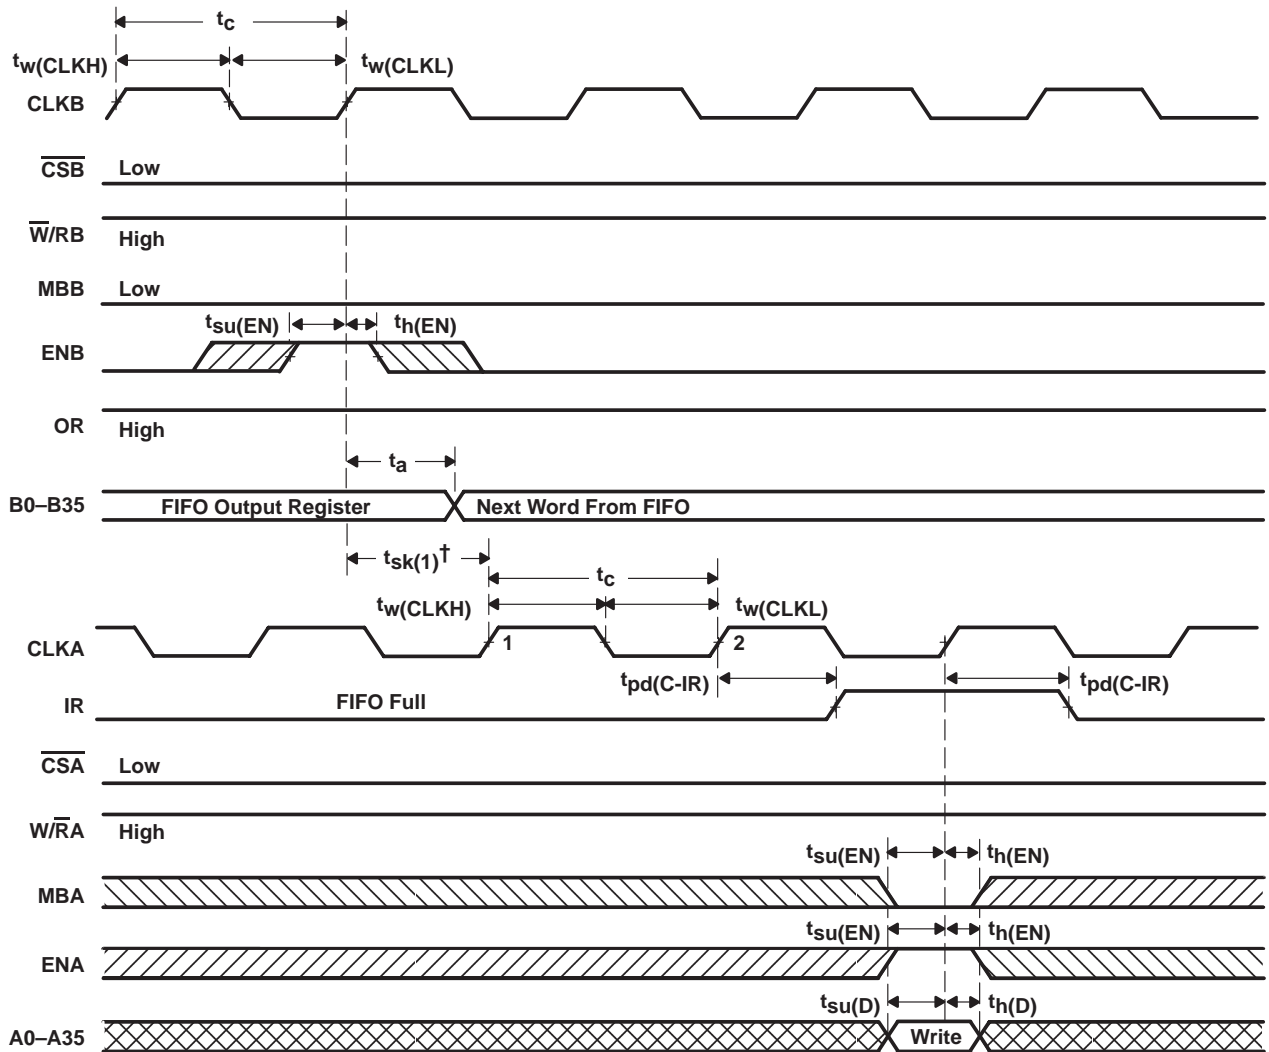 tc
tw(CLKH)
tw(CLKL)
CLKB
CSB Low
W/RB High
MBB Low
tsu(EN) th(EN)
ENB
OR High
ta
B0–B35 FIFO Output Register Next Word From FIFO
tsk(1)†
tc
tw(CLKH) tw(CLKL)
CLKA 1 2
tpd(C-IR) tpd(C-IR)
IR FIFO Full
CSA Low
W/RA High
tsu(EN) th(EN)
MBA
tsu(EN) th(EN)
ENA
tsu(D) th(D)
A0–A35 Write